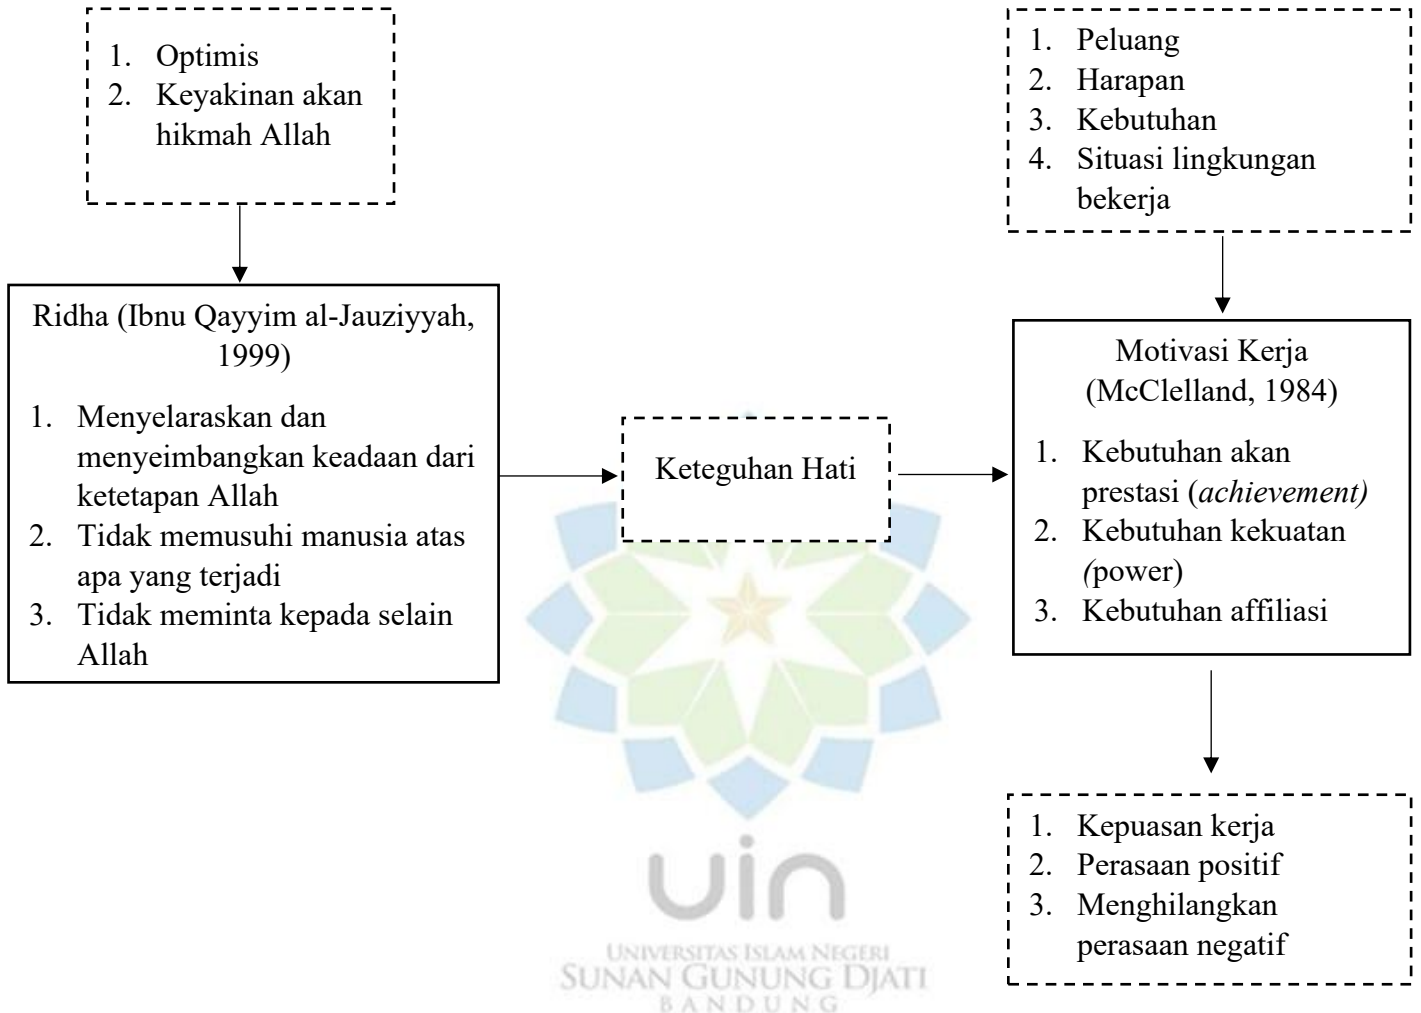 1. Optimis
2. Keyakinan akan
hikmah Allah
1. Peluang
2. Harapan
3. Kebutuhan
4. Situasi lingkungan
bekerja
Ridha (Ibnu Qayyim al-Jauziyyah,
1999)
1. Menyelaraskan dan
menyeimbangkan keadaan dari
ketetapan Allah
2. Tidak memusuhi manusia atas
apa yang terjadi
3. Tidak meminta kepada selain
Allah
Keteguhan Hati
Motivasi Kerja
(McClelland, 1984)
1. Kebutuhan akan
prestasi (achievement)
2. Kebutuhan kekuatan
(power)
3. Kebutuhan affiliasi
1. Kepuasan kerja
2. Perasaan positif
3. Menghilangkan
perasaan negatif
uin
UNIVERSITAS ISLAM NEGERI
SUNAN GUNUNG DJATI
BANDUNG